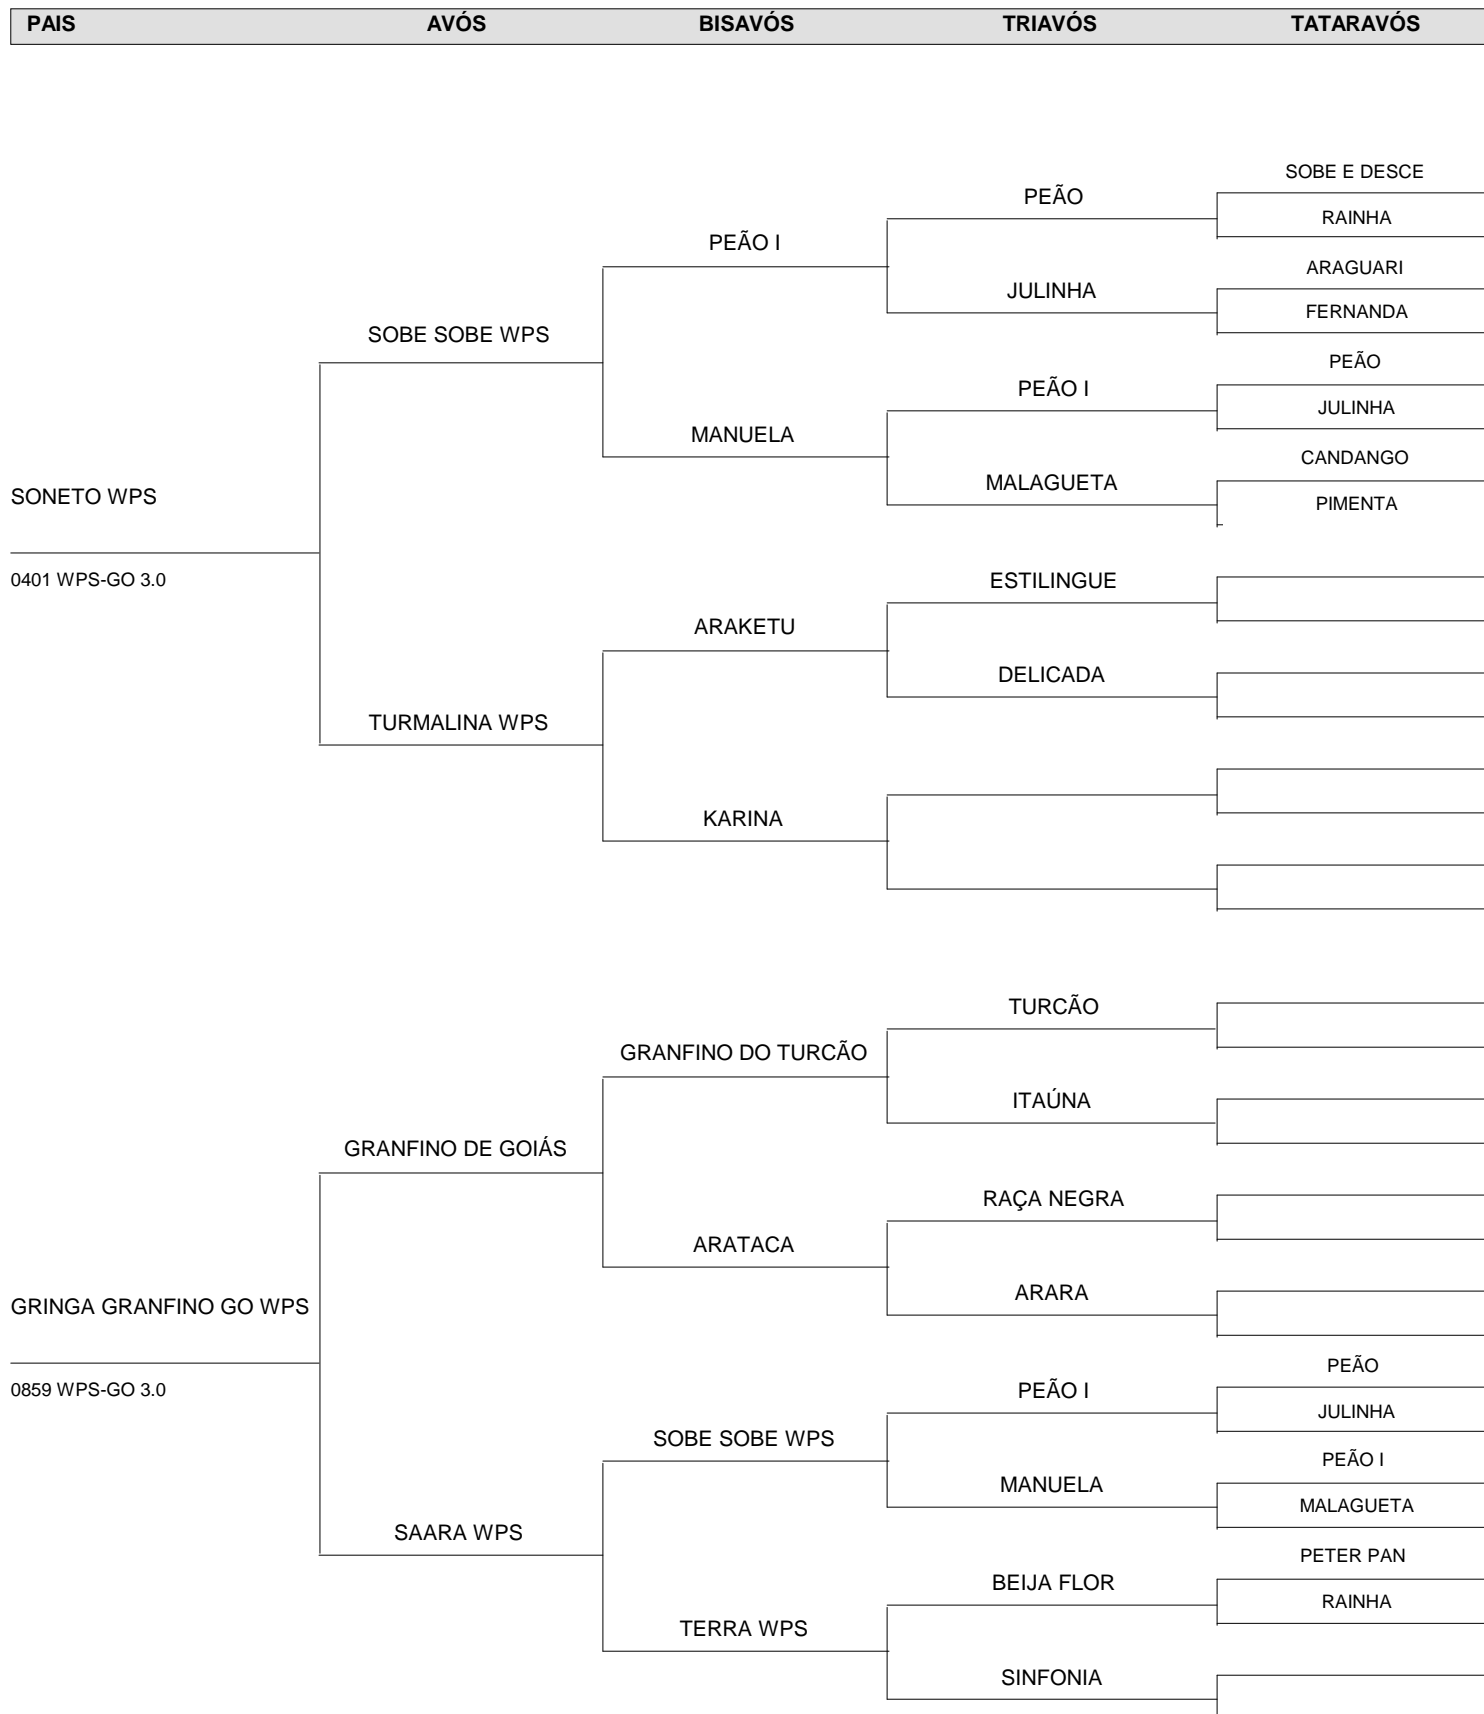 PAIS AVÓS BISAVÓS TRIAVÓS TATARAVÓS
SOBE E DESCE
PEÃO
RAINHA
PEÃO I
ARAGUARI
JULINHA
FERNANDA
SOBE SOBE WPS
PEÃO
PEÃO I
JULINHA
MANUELA
CANDANGO
MALAGUETA
SONETO WPS
PIMENTA
0401 WPS-GO 3.0
ESTILINGUE
ARAKETU
DELICADA
TURMALINA WPS
KARINA
TURCÃO
GRANFINO DO TURCÃO
ITAÚNA
GRANFINO DE GOIÁS
RAÇA NEGRA
ARATACA
ARARA
GRINGA GRANFINO GO WPS
PEÃO
0859 WPS-GO 3.0
PEÃO I
JULINHA
SOBE SOBE WPS
PEÃO I
MANUELA
MALAGUETA
SAARA WPS
PETER PAN
BEIJA FLOR
RAINHA
TERRA WPS
SINFONIA